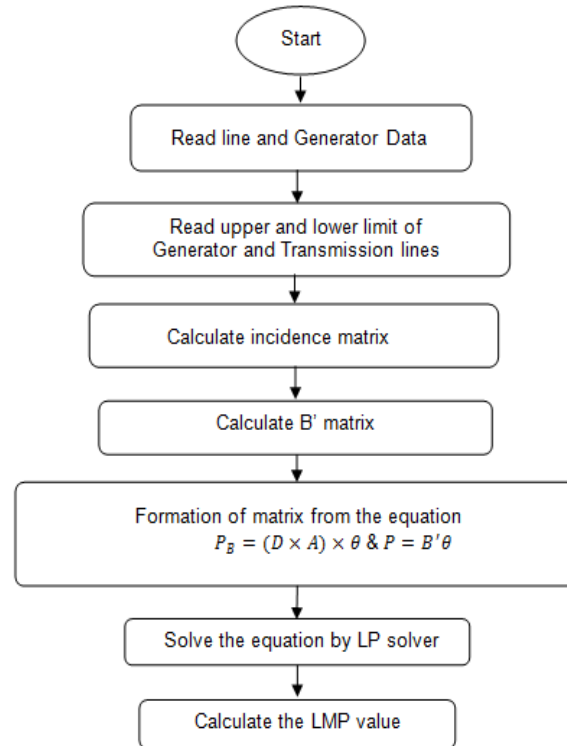 Start
Read line and Generator Data
Read upper and lower limit of
Generator and Transmission lines
Calculate incidence matrix
Calculate B' matrix
Formation of matrix from the equation
𝑃_𝐵 = (𝐷 × 𝐴) × 𝜃 & 𝑃 = 𝐵'𝜃
Solve the equation by LP solver
Calculate the LMP value